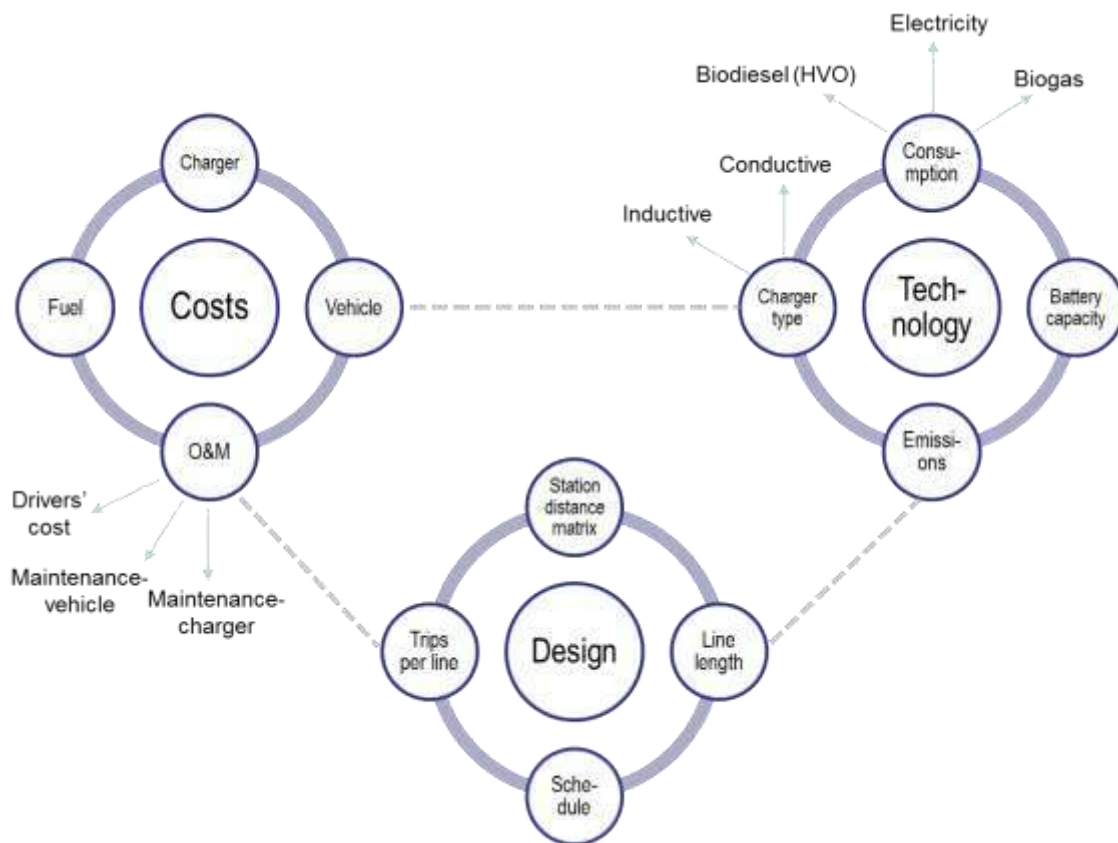 Electricity
Biodiesel (HVO)
Biogas
Charger
Consu-
mption
Conductive
Inductive
Fuel
Costs
Vehicle
Charger
type
Tech-
nology
Battery
capacity
O&M
Emissi-
ons
Drivers'
cost
Maintenance-
vehicle
Maintenance-
charger
Station
distance
matrix
Trips
per line
Design
Line
length
Sche-
dule